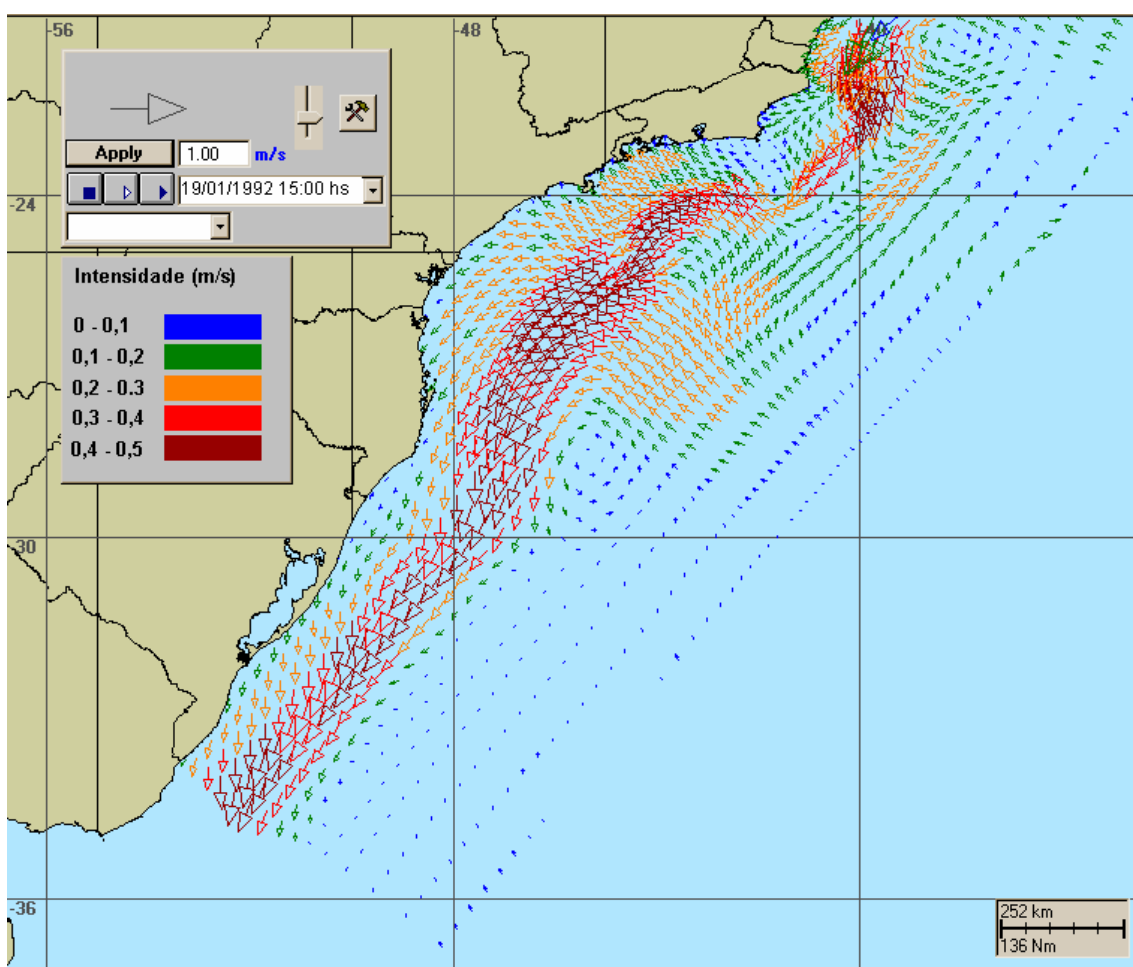 -56
-48
-40
Apply
1.00
m/s
19/01/1992 15:00 hs
-24
Intensidade (m/s)
0 - 0,1
0,1 - 0,2
0,2 - 0.3
0,3 - 0,4
0,4 - 0,5
-30
-36
252 km
136 Nm